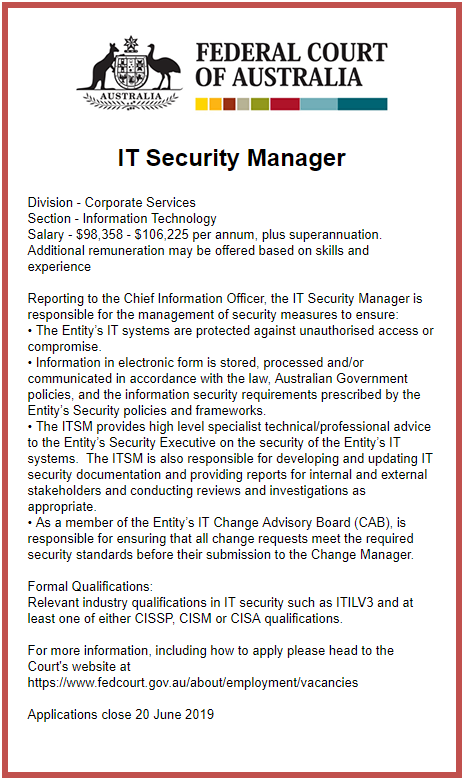 AUSTRALIA
FEDERAL COURT
OF AUSTRALIA
IT Security Manager
Division - Corporate Services
Section - Information Technology
Salary - $98,358 - $106,225 per annum, plus superannuation.
Additional remuneration may be offered based on skills and
experience
Reporting to the Chief Information Officer, the IT Security Manager is
responsible for the management of security measures to ensure:
• The Entity's IT systems are protected against unauthorised access or
compromise.
• Information in electronic form is stored, processed and/or
communicated in accordance with the law, Australian Government
policies, and the information security requirements prescribed by the
Entity's Security policies and frameworks.
• The ITSM provides high level specialist technical/professional advice
to the Entity's Security Executive on the security of the Entity's IT
systems.  The ITSM is also responsible for developing and updating IT
security documentation and providing reports for internal and external
stakeholders and conducting reviews and investigations as
appropriate.
• As a member of the Entity's IT Change Advisory Board (CAB), is
responsible for ensuring that all change requests meet the required
security standards before their submission to the Change Manager.
Formal Qualifications:
Relevant industry qualifications in IT security such as ITILV3 and at
least one of either CISSP, CISM or CISA qualifications.
For more information, including how to apply please head to the
Court's website at
https://www.fedcourt.gov.au/about/employment/vacancies
Applications close 20 June 2019